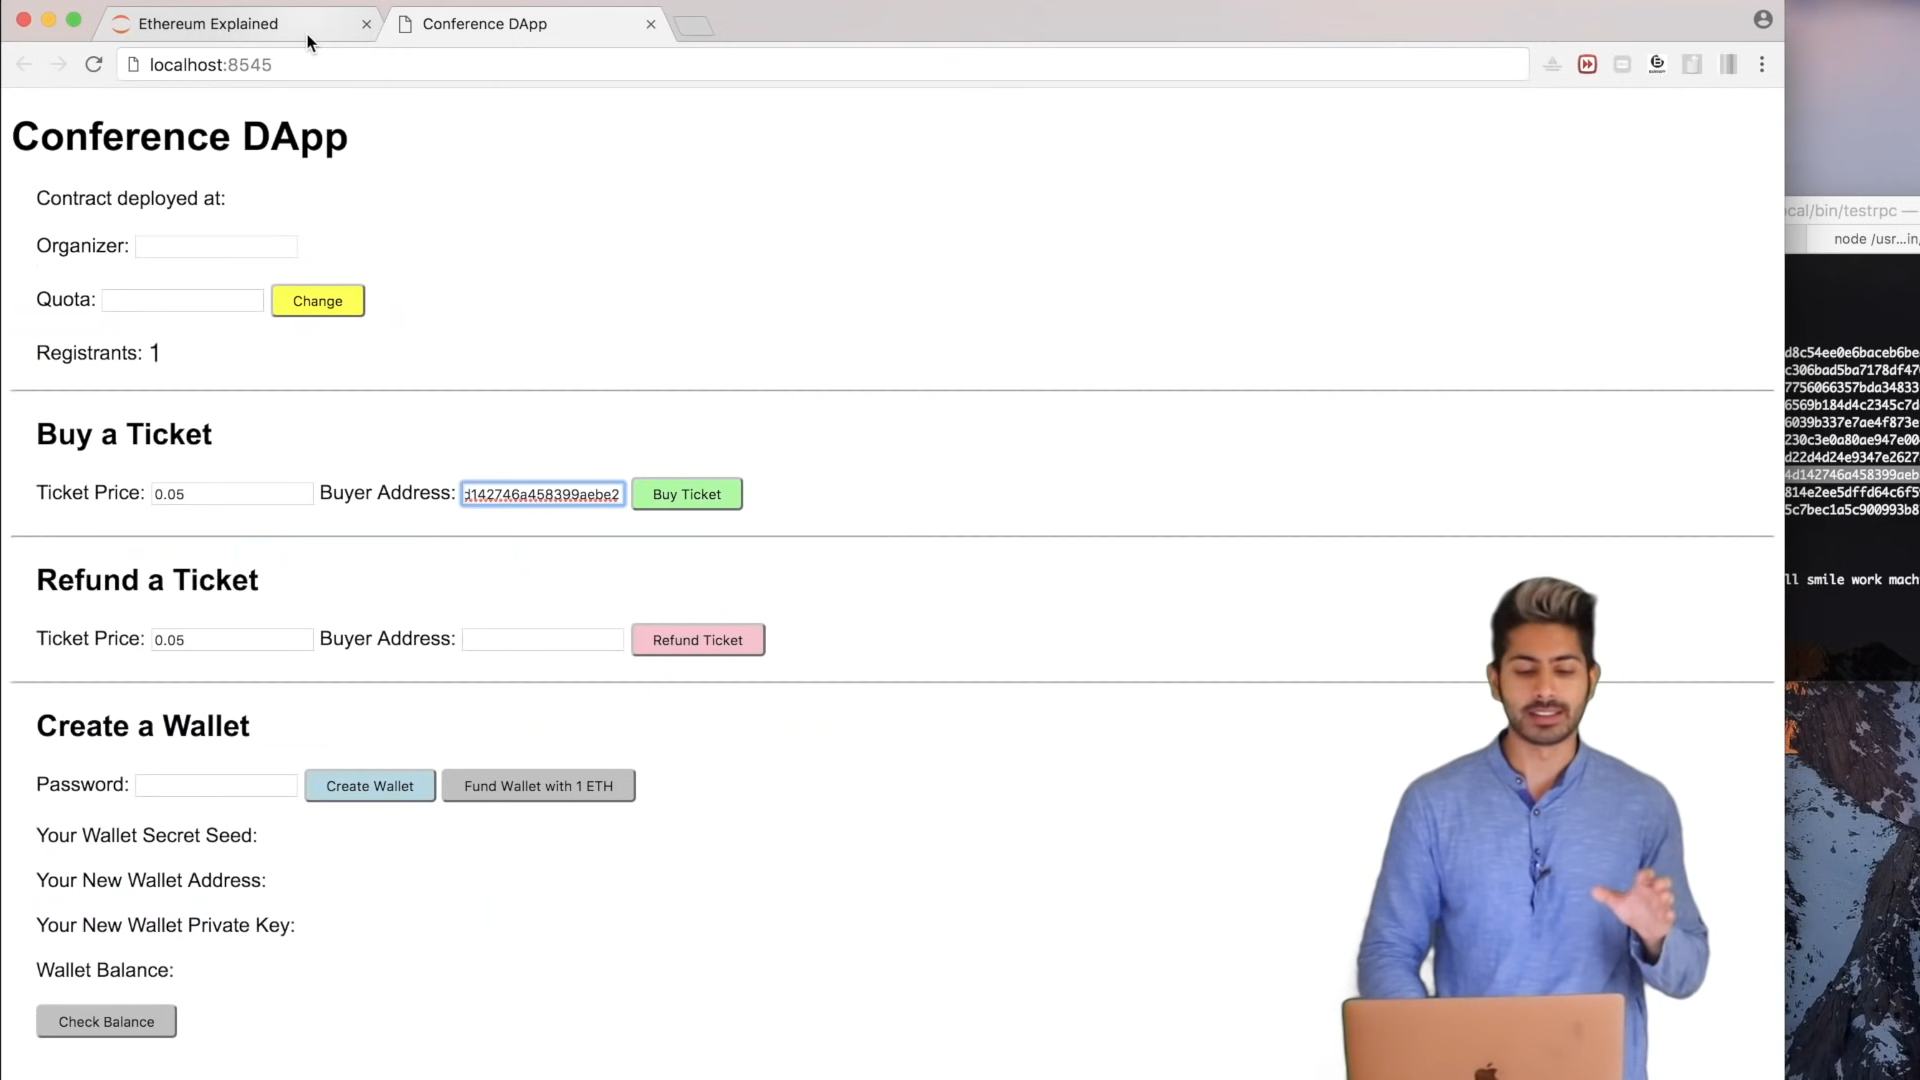 Ethereum Explained
Conference DApp
localhost:8545
Conference DApp
Contract deployed at:
Organizer:
Quota: Change
Registrants: 1
Buy a Ticket
Ticket Price: 0.05 Buyer Address: d142746a458399aebe2 Buy Ticket
Refund a Ticket
Ticket Price: 0.05 Buyer Address: Refund Ticket
Create a Wallet
Password: Create Wallet Fund Wallet with 1 ETH
Your Wallet Secret Seed:
Your New Wallet Address:
Your New Wallet Private Key:
Wallet Balance:
Check Balance
cal/bin/testrpc —
node /usr...in,
d8c54ee0e6baceb6be
c306bad5ba7178df47
7756066357bda34833
6569b184d4c2345c7d
6039b337e7ae4f873e
230c3e0a80ae947e00
d22d4d24e9347e2627
4d142746a458399aeb
814e2ee5dffd64c6f5
5c7bec1a5c900993b8
ll smile work mach